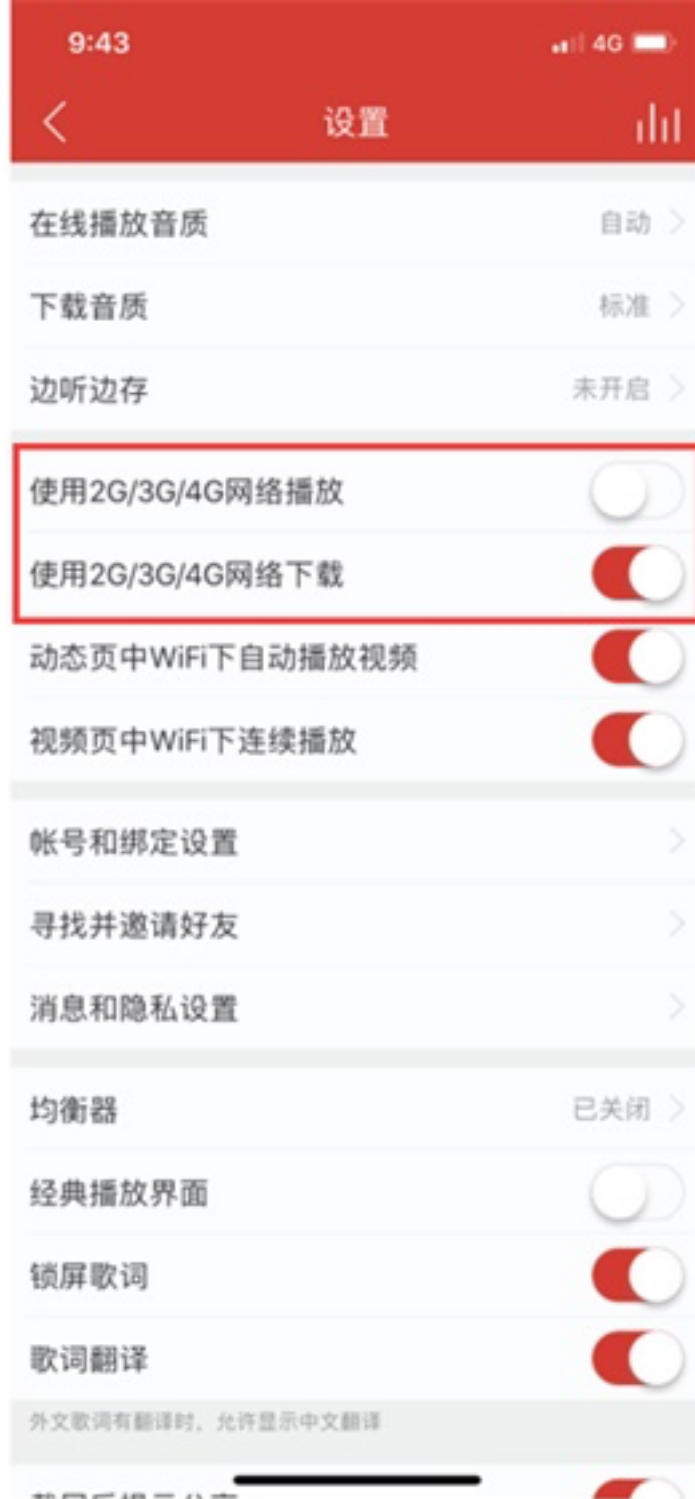 9:43
4G
设置
在线播放音质 自动
下载音质 标准
边听边存 未开启
使用2G/3G/4G网络播放
使用2G/3G/4G网络下载
动态页中WiFi下自动播放视频
视频页中WiFi下连续播放
帐号和绑定设置
寻找并邀请好友
消息和隐私设置
均衡器 已关闭
经典播放界面
锁屏歌词
歌词翻译
外文歌词有翻译时，允许显示中文翻译